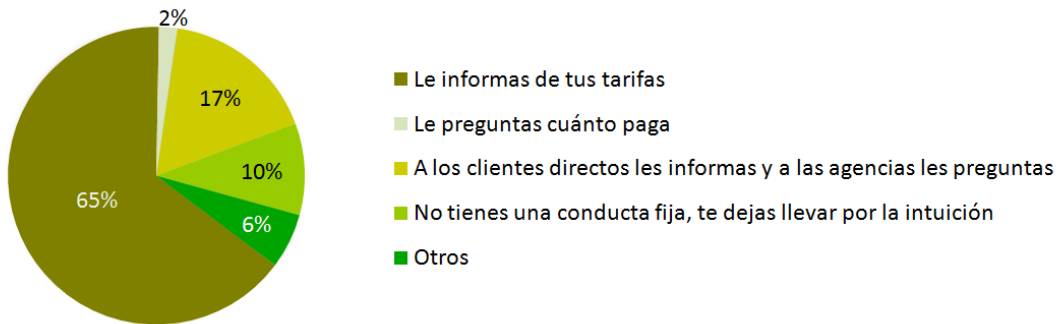 2%
17%
10%
6%
65%
Le informas de tus tarifas
Le preguntas cuánto paga
A los clientes directos les informas y a las agencias les preguntas
No tienes una conducta fija, te dejas llevar por la intuición
Otros